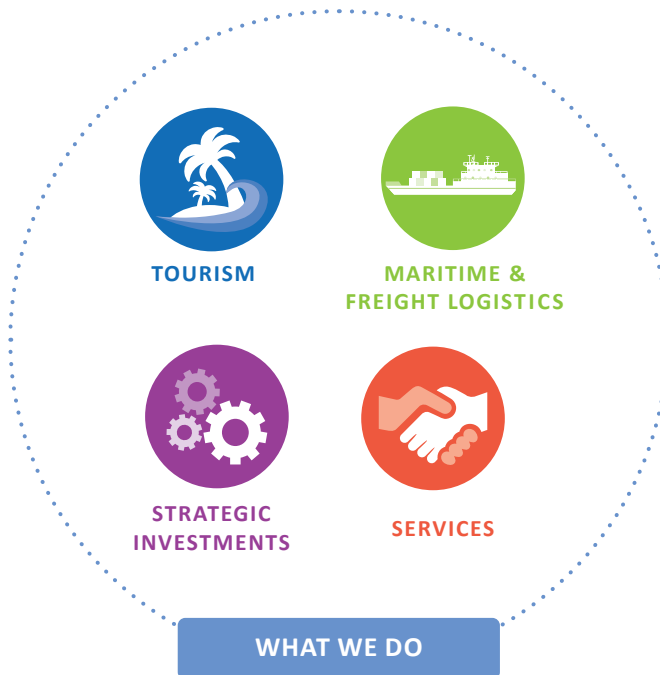 TOURISM
MARITIME &
FREIGHT LOGISTICS
STRATEGIC
INVESTMENTS
SERVICES
WHAT WE DO